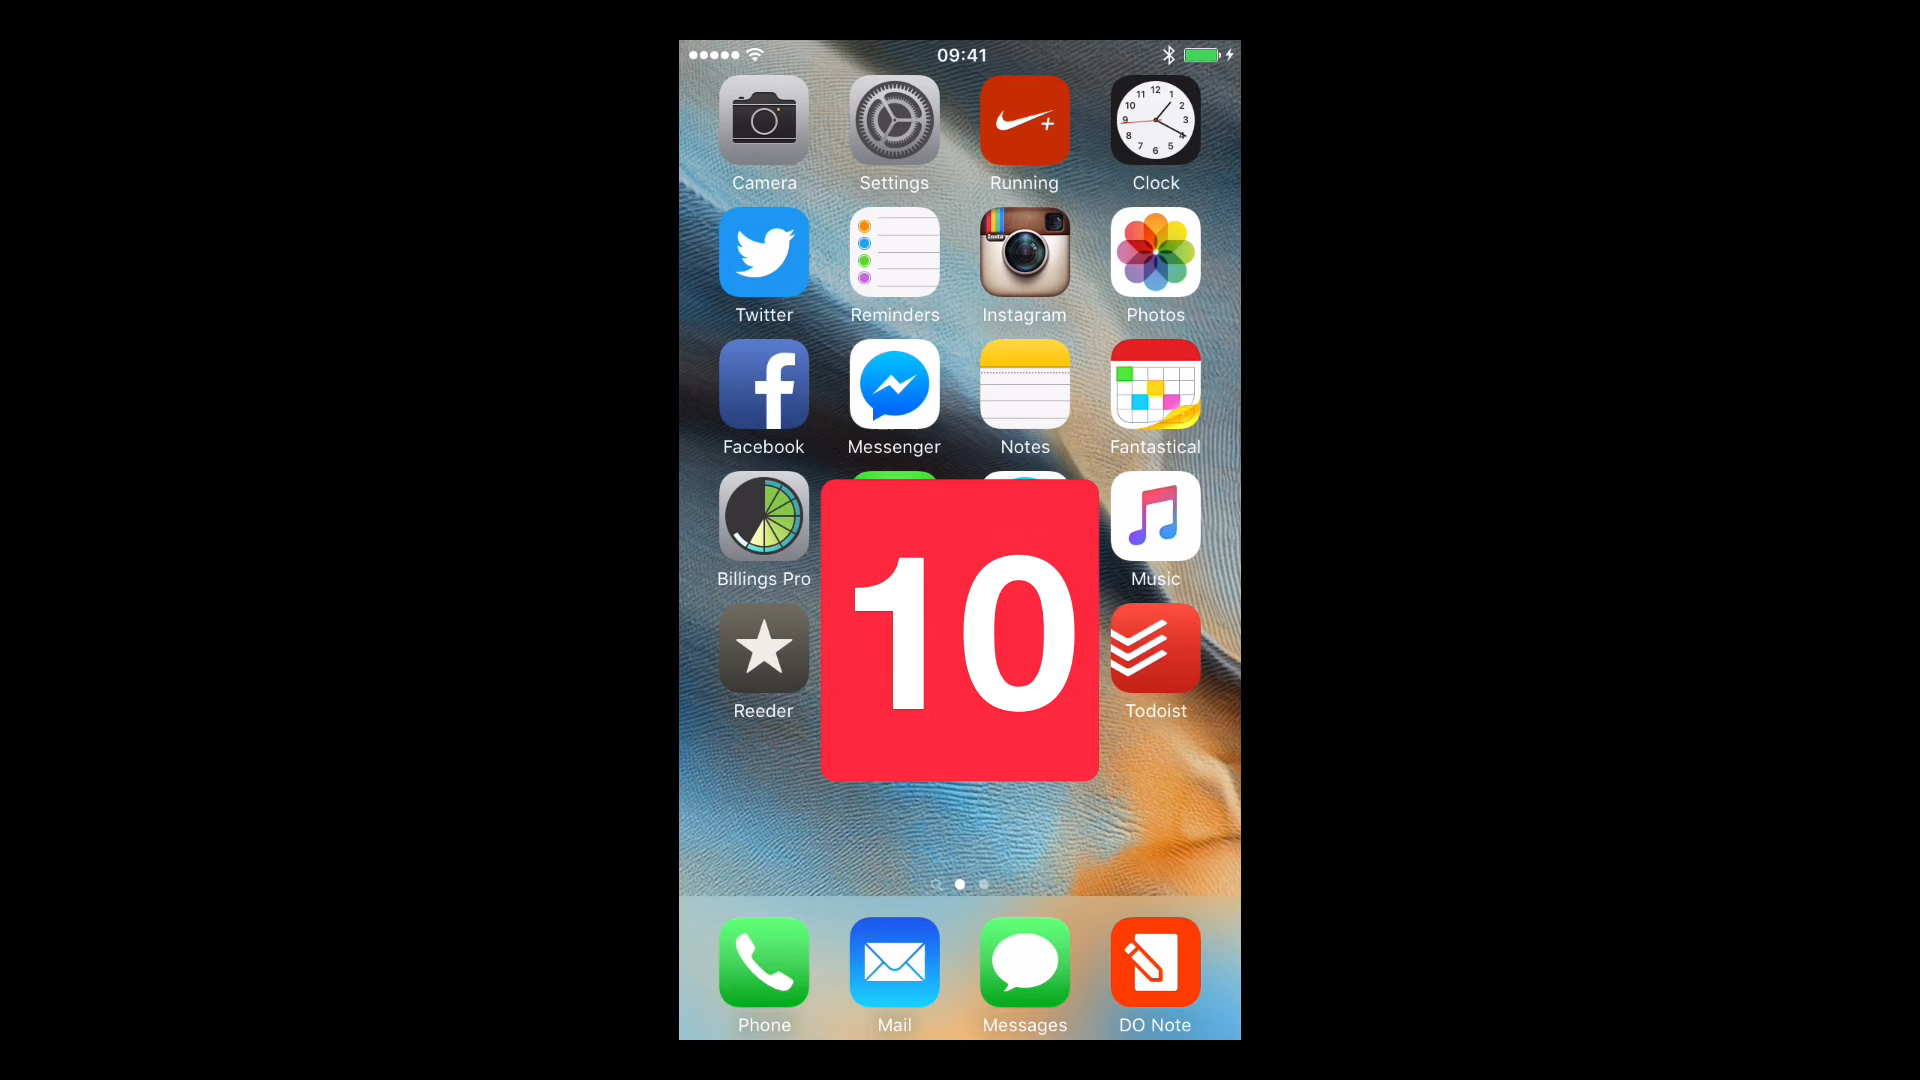 09:41
Camera Settings Running Clock
Twitter Reminders Instagram Photos
Facebook Messenger Notes Fantastical
Billings Pro Music
10
Reeder Todoist
Phone Mail Messages DO Note